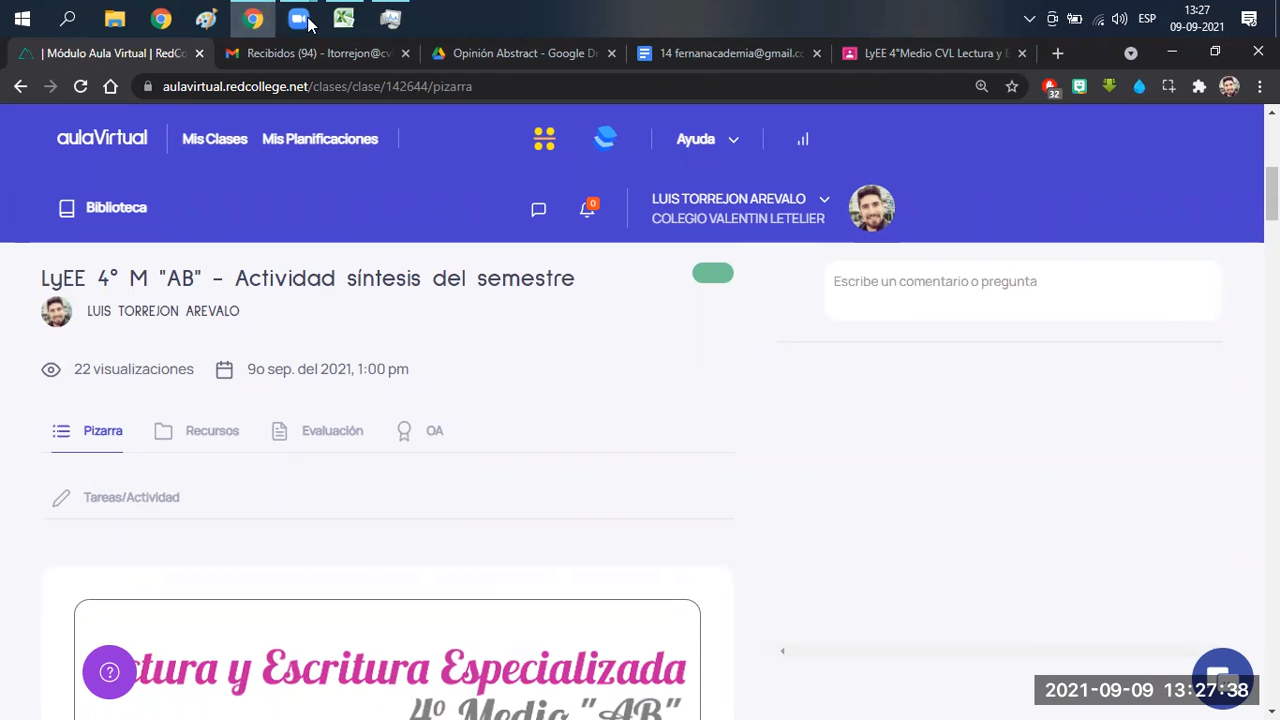 13:27
ESP
09-09-2021
| Módulo Aula Virtual | RedCo
Recibidos (94) - ltorrejon@cv
Opinión Abstract - Google Dr
14 fernanacademia@gmail.cc
LyEE 4°Medio CVL Lectura y E
aulavirtual.redcollege.net/clases/clase/142644/pizarra
32
aulaVirtual
Mis Clases
Mis Planificaciones
Ayuda
Biblioteca
0
LUIS TORREJON AREVALO
COLEGIO VALENTIN LETELIER
LyEE 4° M "AB" - Actividad síntesis del semestre
LUIS TORREJON AREVALO
Escribe un comentario o pregunta
22 visualizaciones
9o sep. del 2021, 1:00 pm
Pizarra
Recursos
Evaluación
OA
Tareas/Actividad
ctura y Escritura Especializada
4º Medio "AB"
2021-09-09 13:27:38